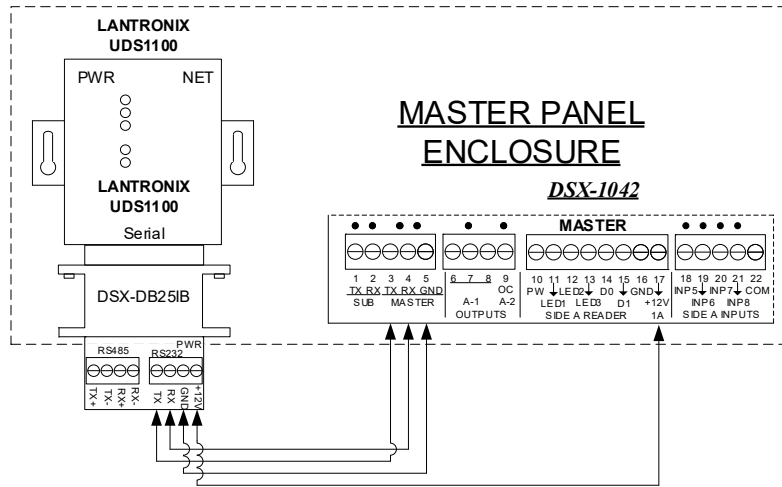 LANTRONIX
UDS1100
PWR NET
LANTRONIX
UDS1100
Serial
DSX-DB25IB
PWR
RS485 RS232
TX+ TX- RX+ RX- TX RX GND +12V
MASTER PANEL
ENCLOSURE
DSX-1042
MASTER
1 2 3 4 5 6 7 8 9 10 11 12 13 14 15 16 17 18 19 20 21 22
TX RX TX RX GND OC PW LED2 D0 GND INP5 INP7 COM
SUB MASTER A-1 A-2 LED1 LED3 D1 +12V INP6 INP8
OUTPUTS SIDE A READER 1A SIDE A INPUTS